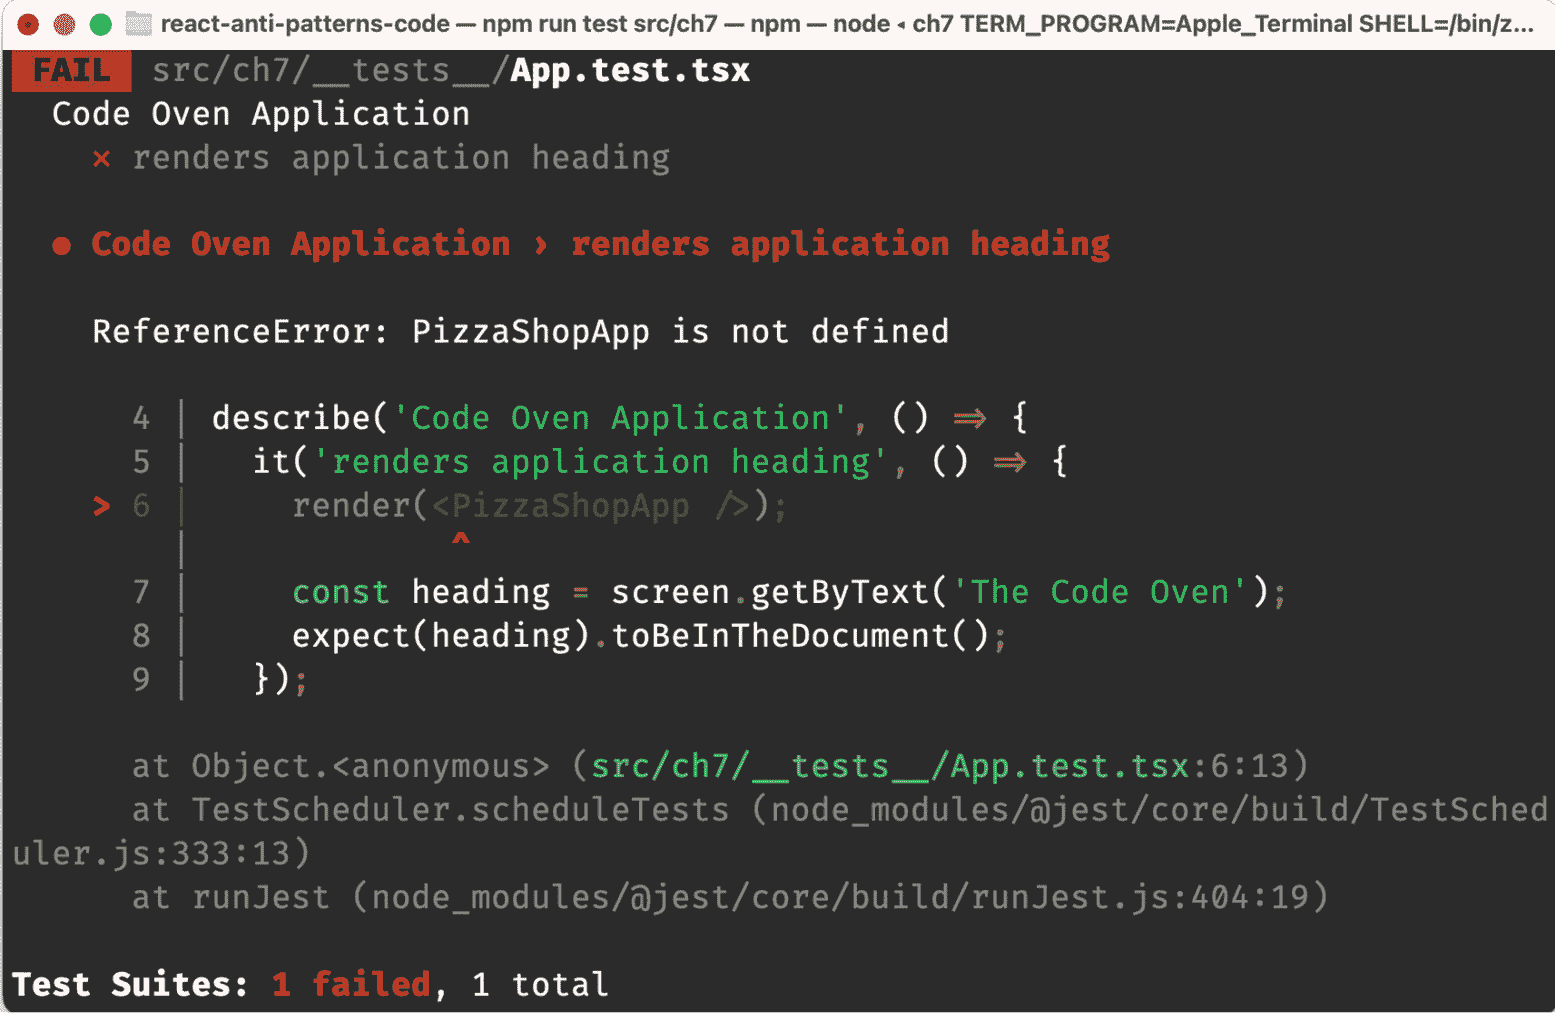 react-anti-patterns-code — npm run test src/ch7 — npm — node ◂ ch7 TERM_PROGRAM=Apple_Terminal SHELL=/bin/z...
FAIL src/ch7/__tests__/App.test.tsx
Code Oven Application
✕ renders application heading
● Code Oven Application › renders application heading
ReferenceError: PizzaShopApp is not defined
4 | describe('Code Oven Application', () => {
5 |   it('renders application heading', () => {
> 6 |     render(<PizzaShopApp />);
|             ^
7 |     const heading = screen.getByText('The Code Oven');
8 |     expect(heading).toBeInTheDocument();
9 |   });
at Object.<anonymous> (src/ch7/__tests__/App.test.tsx:6:13)
at TestScheduler.scheduleTests (node_modules/@jest/core/build/TestSched
uler.js:333:13)
at runJest (node_modules/@jest/core/build/runJest.js:404:19)
Test Suites: 1 failed, 1 total